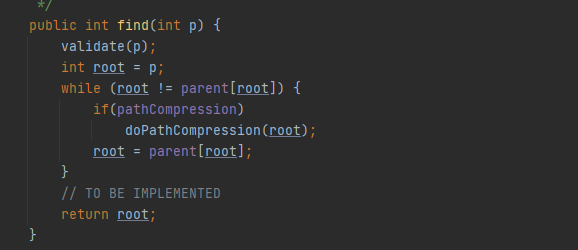 */
public int find(int p) {
validate(p);
int root = p;
while (root != parent[root]) {
if(pathCompression)
doPathCompression(root);
root = parent[root];
}
// TO BE IMPLEMENTED
return root;
}